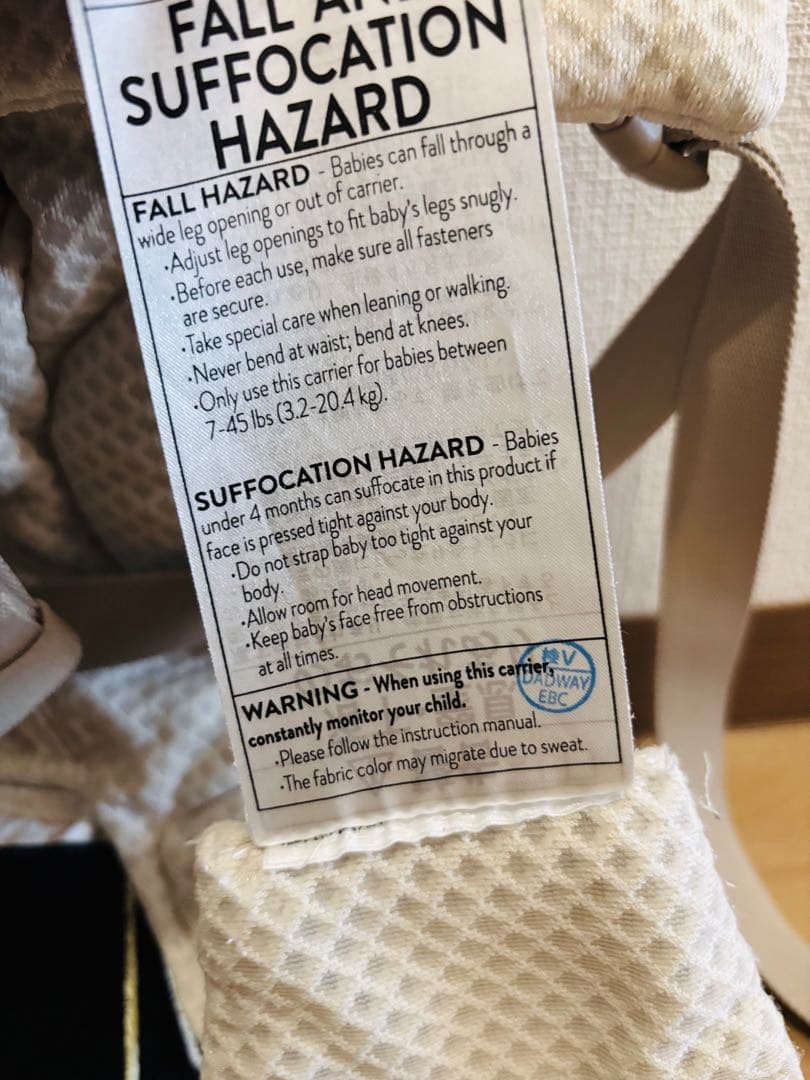 FALL
SUFFOCATION
HAZARD
FALL HAZARD - Babies can fall through a
wide leg opening or out of carrier.
•Adjust leg openings to fit baby's legs snugly.
•Before each use, make sure all fasteners
are secure.
•Take special care when leaning or walking.
•Never bend at waist; bend at knees.
•Only use this carrier for babies between
7-45 lbs (3.2-20.4 kg).
SUFFOCATION HAZARD - Babies
under 4 months can suffocate in this product if
face is pressed tight against your body.
•Do not strap baby too tight against your
body.
•Allow room for head movement.
•Keep baby's face free from obstructions
at all times.
WARNING - When using this carrier,
constantly monitor your child.
•Please follow the instruction manual.
•The fabric color may migrate due to sweat.
検V
DADWAY
EBC